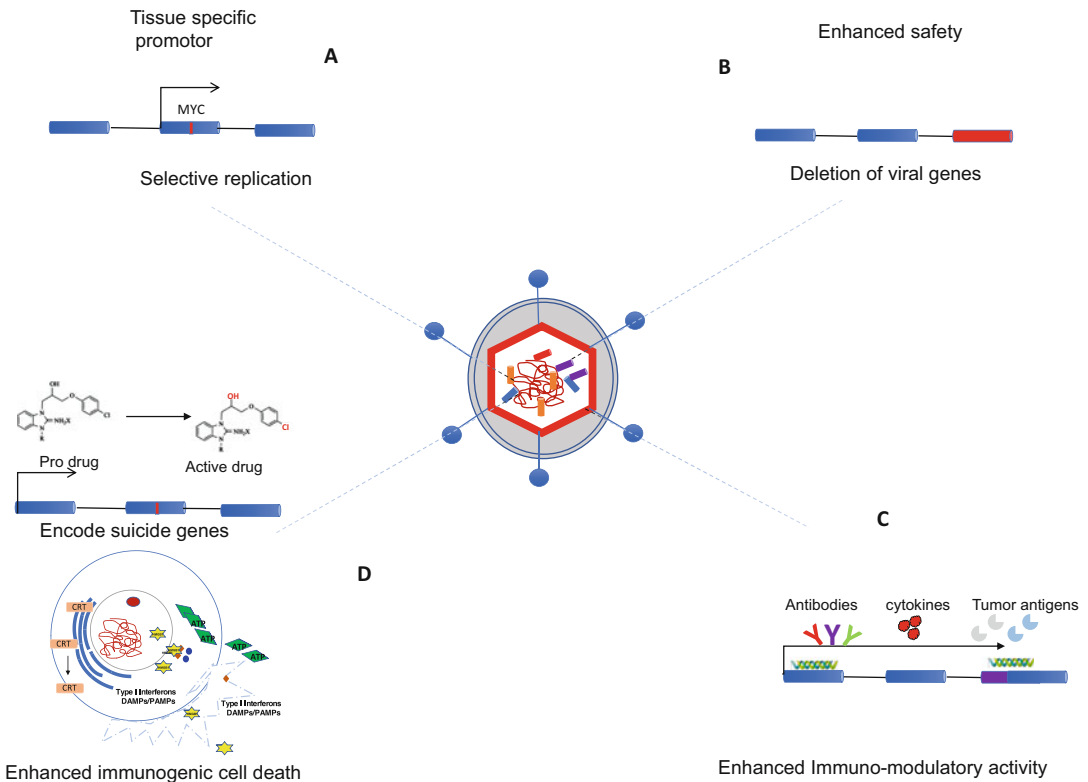 Tissue specific
promotor
A
MYC
Selective replication
Enhanced safety
B
Deletion of viral genes
OH
O
Cl
N
NH₂X
N
R
Pro drug
OH
O
Cl
N
NH₂X
N
R
Active drug
Encode suicide genes
D
CRT
CRT
CRT
ATP
ATP
ATP
ATP
Type I Interferons
DAMPs/PAMPs
Type I Interferons
DAMPs/PAMPs
Enhanced immunogenic cell death
C
Antibodies
cytokines
Tumor antigens
Enhanced Immuno-modulatory activity